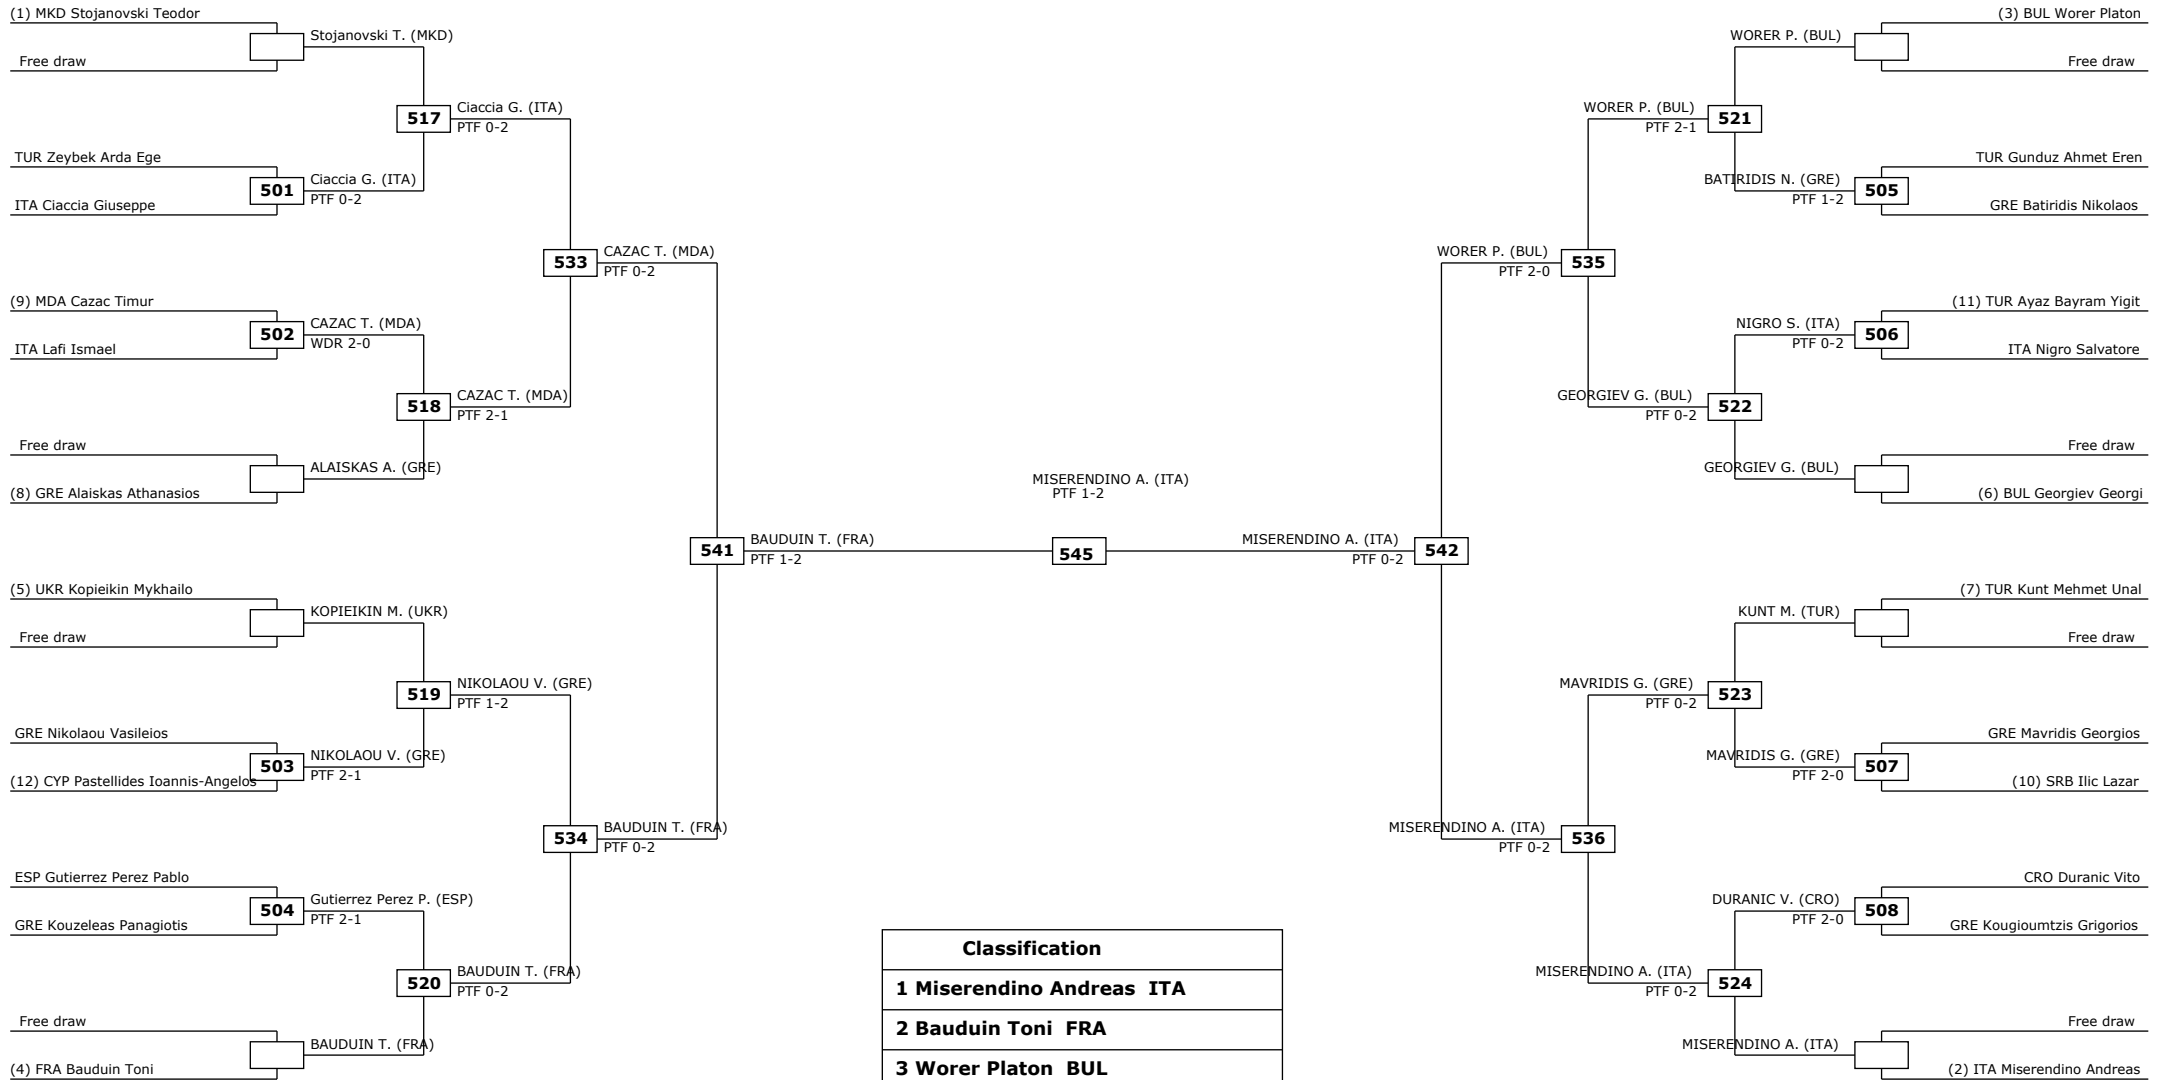 (1) MKD Stojanovski Teodor
Stojanovski T. (MKD)
Free draw
517
Ciaccia G. (ITA)
PTF 0-2
TUR Zeybek Arda Ege
501
Ciaccia G. (ITA)
PTF 0-2
ITA Ciaccia Giuseppe
533
CAZAC T. (MDA)
PTF 0-2
(9) MDA Cazac Timur
502
CAZAC T. (MDA)
WDR 2-0
ITA Lafi Ismael
518
CAZAC T. (MDA)
PTF 2-1
Free draw
ALAISKAS A. (GRE)
(8) GRE Alaiskas Athanasios
541
BAUDUIN T. (FRA)
PTF 1-2
(5) UKR Kopieikin Mykhailo
KOPIEIKIN M. (UKR)
Free draw
519
NIKOLAOU V. (GRE)
PTF 1-2
GRE Nikolaou Vasileios
503
NIKOLAOU V. (GRE)
PTF 2-1
(12) CYP Pastellides Ioannis-Angelos
534
BAUDUIN T. (FRA)
PTF 0-2
ESP Gutierrez Perez Pablo
504
Gutierrez Perez P. (ESP)
PTF 2-1
GRE Kouzeleas Panagiotis
520
BAUDUIN T. (FRA)
PTF 0-2
Free draw
BAUDUIN T. (FRA)
(4) FRA Bauduin Toni
MISERENDINO A. (ITA)
PTF 1-2
545
(3) BUL Worer Platon
WORER P. (BUL)
Free draw
WORER P. (BUL)
PTF 2-1
521
TUR Gunduz Ahmet Eren
BATIRIDIS N. (GRE)
PTF 1-2
505
GRE Batiridis Nikolaos
WORER P. (BUL)
PTF 2-0
535
(11) TUR Ayaz Bayram Yigit
NIGRO S. (ITA)
PTF 0-2
506
ITA Nigro Salvatore
GEORGIEV G. (BUL)
PTF 0-2
522
Free draw
GEORGIEV G. (BUL)
(6) BUL Georgiev Georgi
MISERENDINO A. (ITA)
PTF 0-2
542
(7) TUR Kunt Mehmet Unal
KUNT M. (TUR)
Free draw
MAVRIDIS G. (GRE)
PTF 0-2
523
GRE Mavridis Georgios
MAVRIDIS G. (GRE)
PTF 2-0
507
(10) SRB Ilic Lazar
MISERENDINO A. (ITA)
PTF 0-2
536
CRO Duranic Vito
DURANIC V. (CRO)
PTF 2-0
508
GRE Kougioumtzis Grigorios
MISERENDINO A. (ITA)
PTF 0-2
524
Free draw
MISERENDINO A. (ITA)
(2) ITA Miserendino Andreas
Classification
1 Miserendino Andreas ITA
2 Bauduin Toni FRA
3 Worer Platon BUL